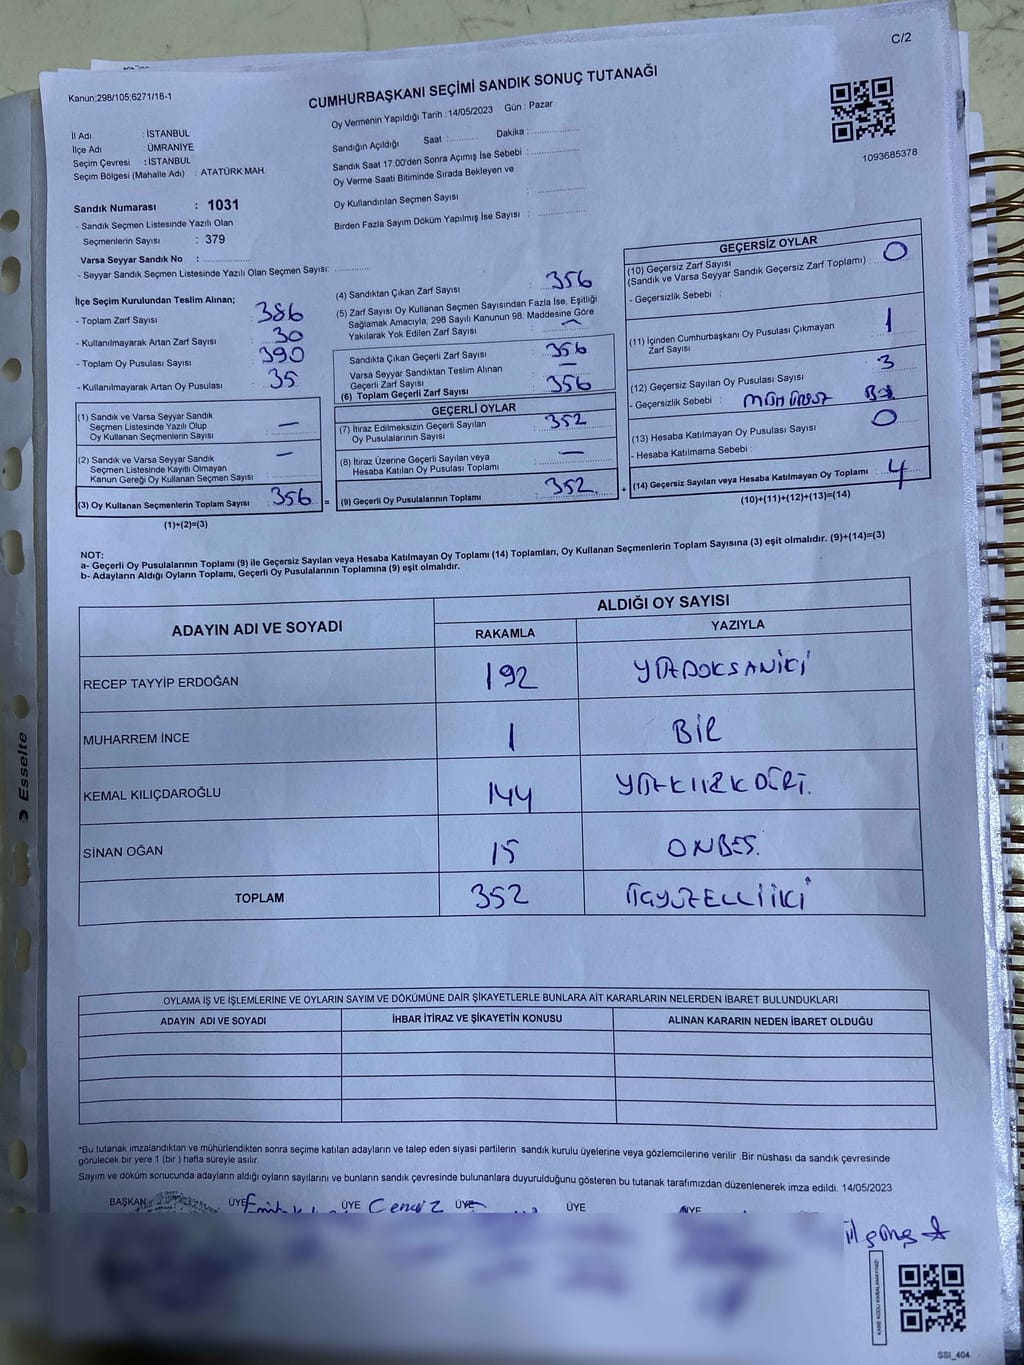 C/2
Kanun:298/105,6271/18-1
CUMHURBAŞKANI SEÇİMİ SANDIK SONUÇ TUTANAĞI
Oy Vermenin Yapıldığı Tarih : 14/05/2023 Gün : Pazar
İl Adı : İSTANBUL
İlçe Adı : ÜMRANİYE
Seçim Çevresi : İSTANBUL
Seçim Bölgesi (Mahalle Adı) : ATATÜRK MAH.
Sandığın Açıldığı Saat : Dakika :
Sandık Saat 17.00'den Sonra Açımış İse Sebebi :
Oy Verme Saati Bitiminde Sırada Bekleyen ve
Oy Kullandırılan Seçmen Sayısı :
Birden Fazla Sayım Döküm Yapılmış İse Sayısı :
1093685378
Sandık Numarası : 1031
- Sandık Seçmen Listesinde Yazılı Olan
Seçmenlerin Sayısı : 379
Varsa Seyyar Sandık No :
- Seyyar Sandık Seçmen Listesinde Yazılı Olan Seçmen Sayısı:
İlçe Seçim Kurulundan Teslim Alınan;
- Toplam Zarf Sayısı : 386
- Kullanılmayarak Artan Zarf Sayısı : 30
- Toplam Oy Pusulası Sayısı : 390
- Kullanılmayarak Artan Oy Pusulası : 35
(1) Sandık ve Varsa Seyyar Sandık
Seçmen Listesinde Yazılı Olup
Oy Kullanan Seçmenlerin Sayısı : —
(2) Sandık ve Varsa Seyyar Sandık
Seçmen Listesinde Kayıtlı Olmayan
Kanun Gereği Oy Kullanan Seçmen Sayısı : —
(3) Oy Kullanan Seçmenlerin Toplam Sayısı : 356 =
(1)+(2)=(3)
(4) Sandıktan Çıkan Zarf Sayısı : 356
(5) Zarf Sayısı Oy Kullanan Seçmen Sayısından Fazla İse, Eşitliği
Sağlamak Amacıyla, 298 Sayılı Kanunun 98. Maddesine Göre
Yakılarak Yok Edilen Zarf Sayısı : —
Sandıkta Çıkan Geçerli Zarf Sayısı : 356
Varsa Seyyar Sandıktan Teslim Alınan
Geçerli Zarf Sayısı : —
(6) Toplam Geçerli Zarf Sayısı : 356
GEÇERLİ OYLAR
(7) İtiraz Edilmeksizin Geçerli Sayılan
Oy Pusulalarının Sayısı : 352
(8) İtiraz Üzerine Geçerli Sayılan veya
Hesaba Katılan Oy Pusulası Toplamı : —
(9) Geçerli Oy Pusulalarının Toplamı : 352 +
GEÇERSİZ OYLAR
(10) Geçersiz Zarf Sayısı
(Sandık ve Varsa Seyyar Sandık Geçersiz Zarf Toplamı) : 0
- Geçersizlik Sebebi :
(11) İçinden Cumhurbaşkanı Oy Pusulası Çıkmayan
Zarf Sayısı : 1
(12) Geçersiz Sayılan Oy Pusulası Sayısı : 3
- Geçersizlik Sebebi :
(13) Hesaba Katılmayan Oy Pusulası Sayısı : 0
- Hesaba Katılmama Sebebi :
(14) Geçersiz Sayılan veya Hesaba Katılmayan Oy Toplamı : 4
(10)+(11)+(12)+(13)=(14)
NOT:
a- Geçerli Oy Pusulalarının Toplamı (9) ile Geçersiz Sayılan veya Hesaba Katılmayan Oy Toplamı (14) Toplamları, Oy Kullanan Seçmenlerin Toplam Sayısına (3) eşit olmalıdır. (9)+(14)=(3)
b- Adayların Aldığı Oyların Toplamı, Geçerli Oy Pusulalarının Toplamına (9) eşit olmalıdır.
ADAYIN ADI VE SOYADI
ALDIĞI OY SAYISI
RAKAMLA YAZIYLA
RECEP TAYYİP ERDOĞAN 192 YÜZDOKSANİKİ
MUHARREM İNCE 1 BİR
KEMAL KILIÇDAROĞLU 144 YÜZKIRKDÖRT.
SİNAN OĞAN 15 ONBEŞ.
TOPLAM 352 ÜÇYÜZELLİİKİ
OYLAMA İŞ VE İŞLEMLERİNE VE OYLARIN SAYIM VE DÖKÜMÜNE DAİR ŞİKAYETLERLE BUNLARA AİT KARARLARIN NELERDEN İBARET BULUNDUKLARI
ADAYIN ADI VE SOYADI İHBAR İTİRAZ VE ŞİKAYETİN KONUSU ALINAN KARARIN NEDEN İBARET OLDUĞU
*Bu tutanak imzalandıktan ve mühürlendikten sonra seçime katılan adayların ve talep eden siyasi partilerin sandık kurulu üyelerine veya gözlemcilerine verilir .Bir nüshası da sandık çevresinde
görülecek bir yere 1 (bir ) hafta süreyle asılır.
Sayım ve döküm sonucunda adayların aldığı oyların sayılarını ve bunların sandık çevresinde bulunanlara duyurulduğunu gösteren bu tutanak tarafımızdan düzenlenerek imza edildi. 14/05/2023
BAŞKAN ÜYE ÜYE Cengiz ÜYE ÜYE ÜYE
SSI_404
Esselte